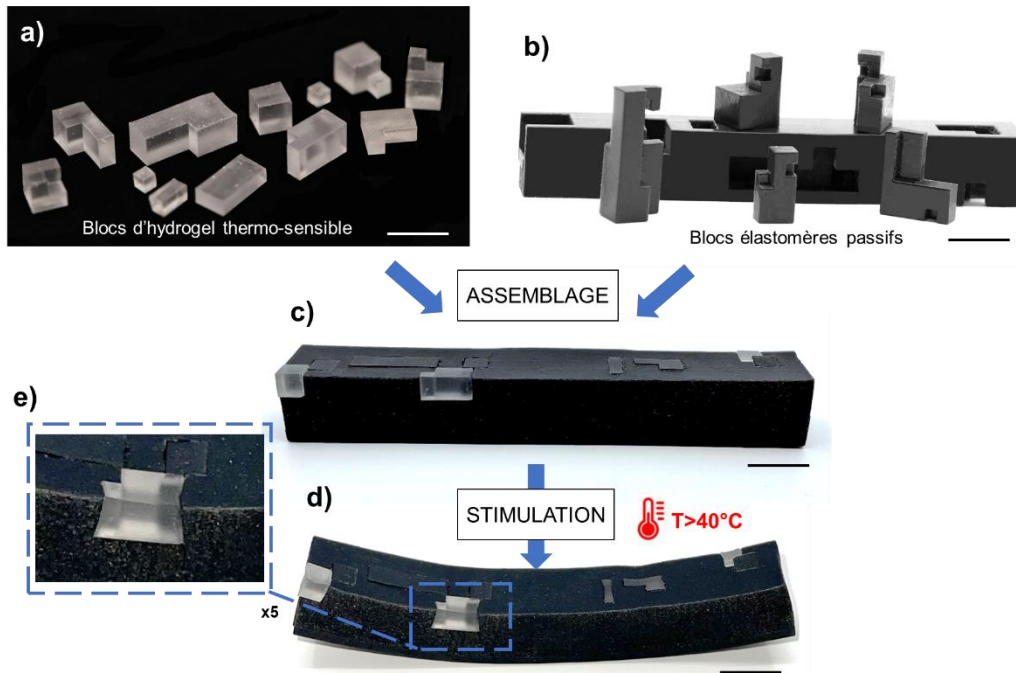 a)
Blocs d'hydrogel thermo-sensible
b)
Blocs élastomères passifs
ASSEMBLAGE
c)
e)
d)
STIMULATION
T>40°C
x5